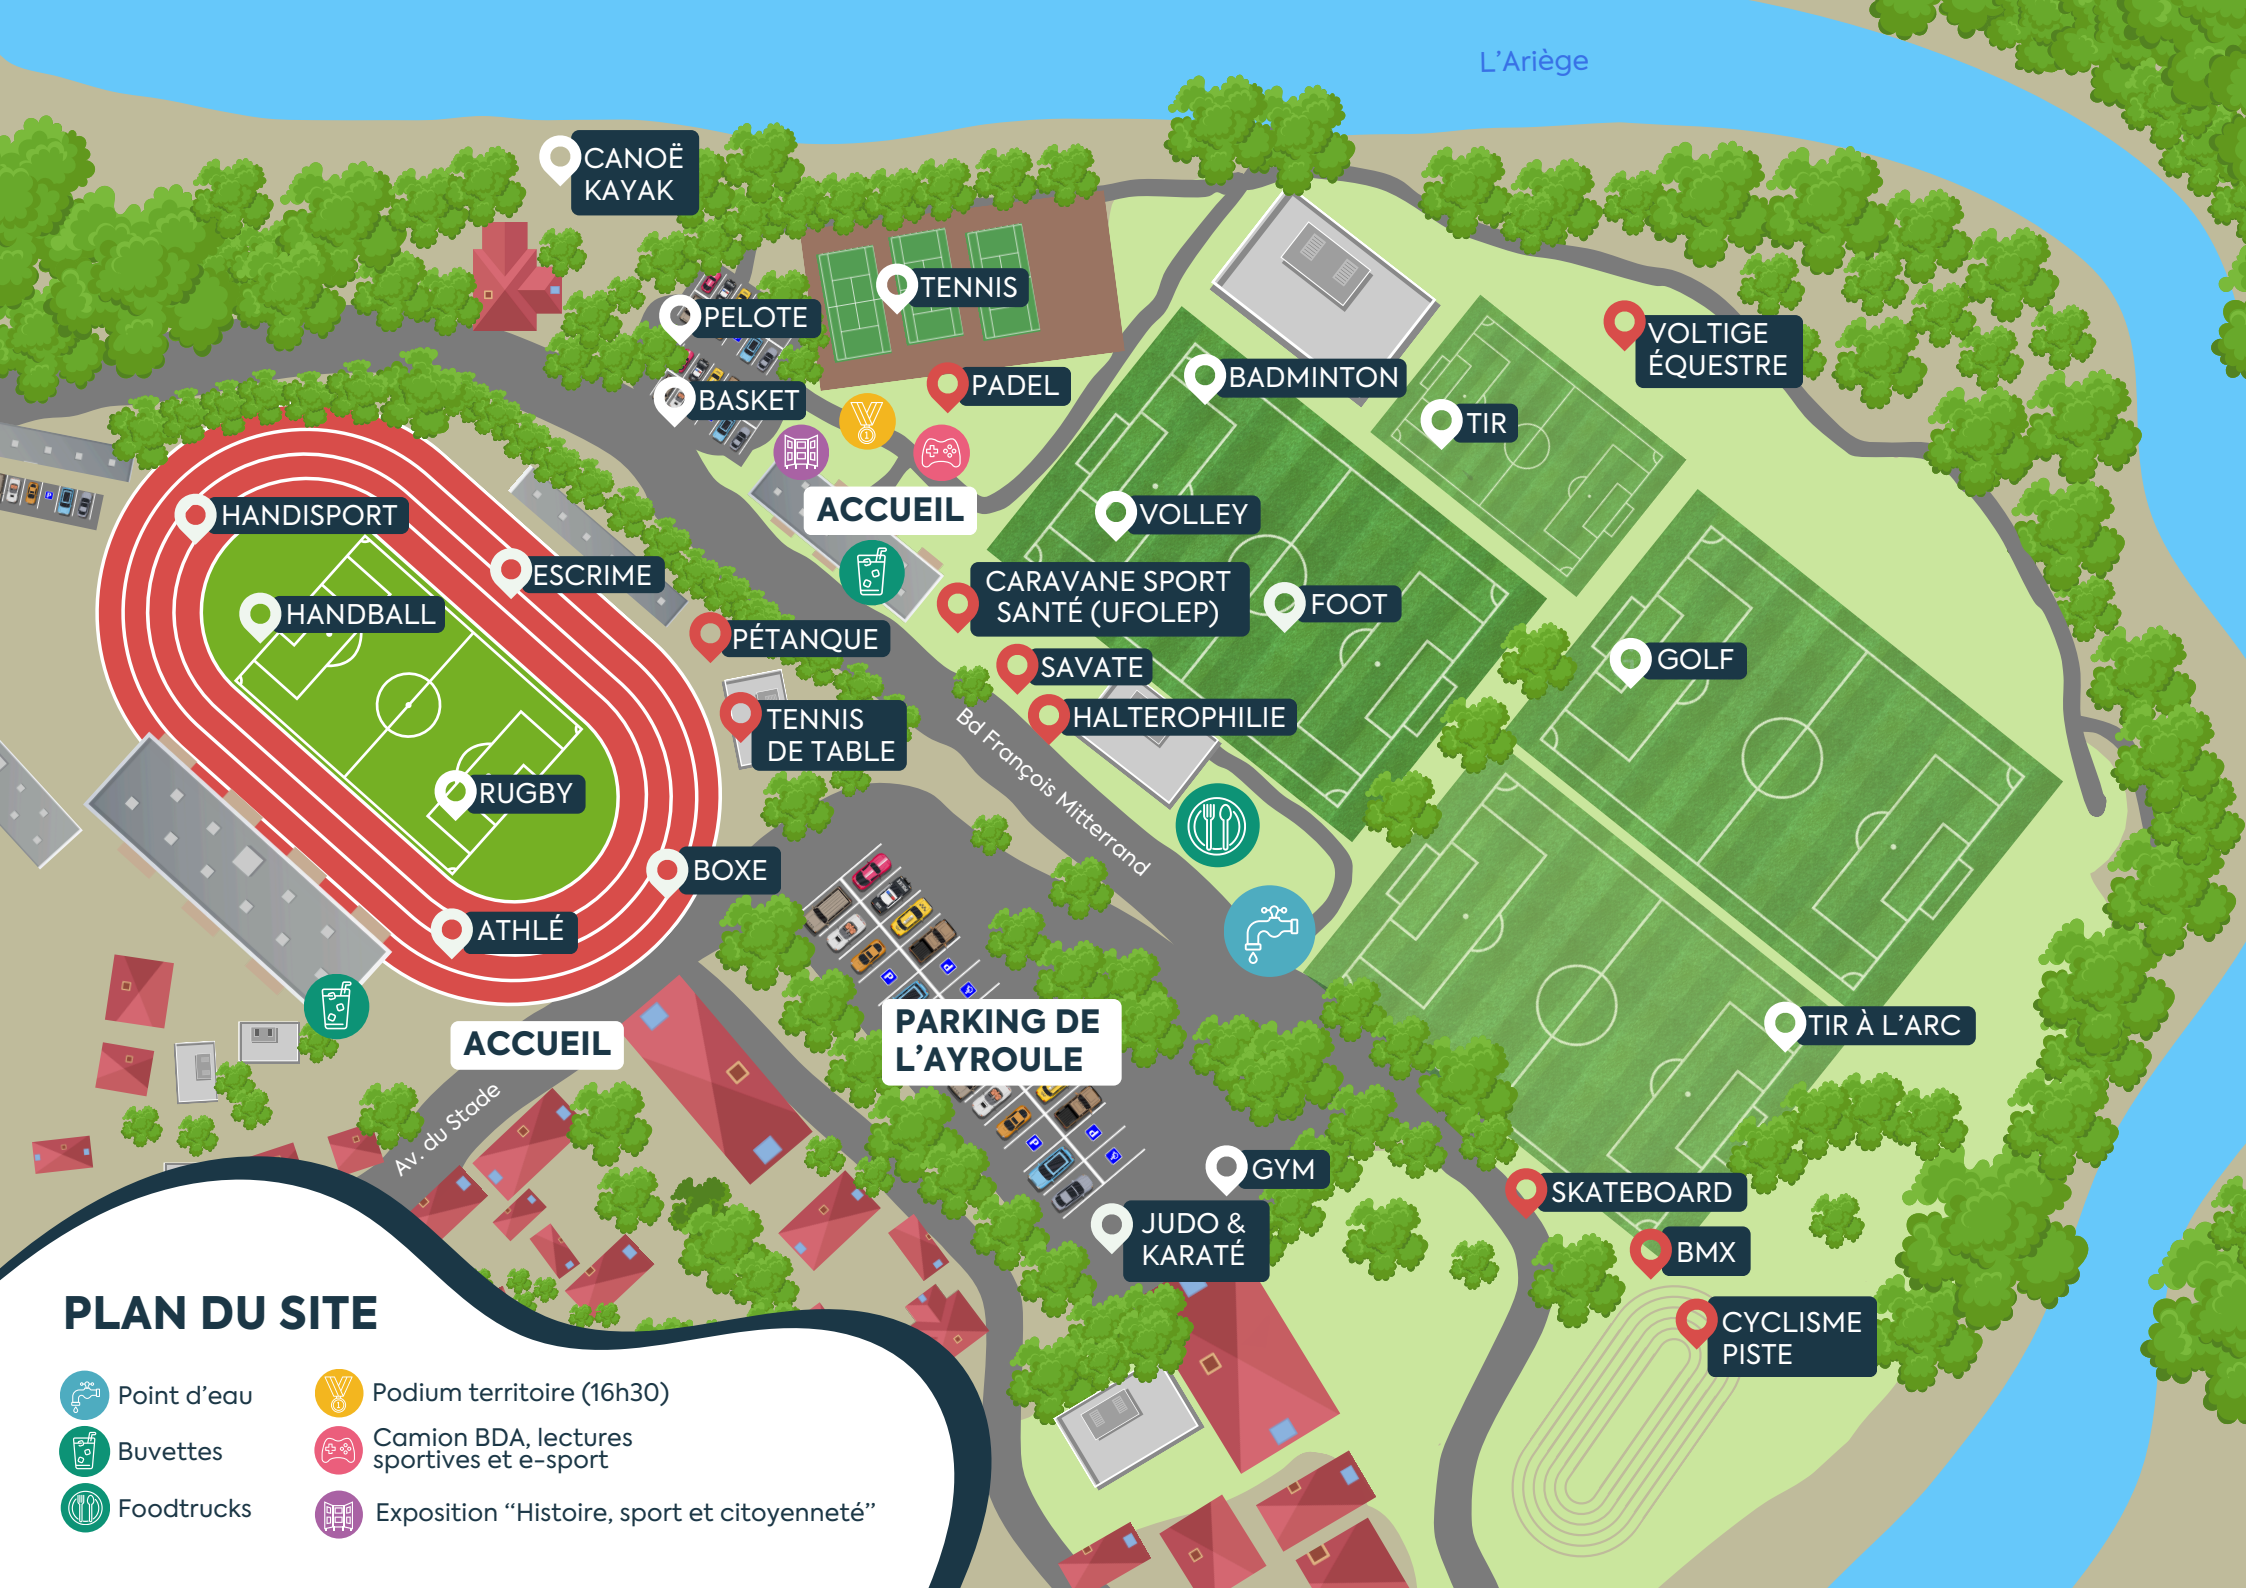 L'Ariège
CANOË
KAYAK
TENNIS
PELOTE
VOLTIGE
ÉQUESTRE
PADEL
BADMINTON
BASKET
TIR
ACCUEIL
HANDISPORT
VOLLEY
ESCRIME
CARAVANE SPORT
SANTÉ (UFOLEP)
FOOT
HANDBALL
PÉTANQUE
SAVATE
GOLF
TENNIS
DE TABLE
HALTEROPHILIE
Bd François Mitterrand
RUGBY
BOXE
ATHLÉ
PARKING DE
L'AYROULE
TIR À L'ARC
ACCUEIL
Av. du Stade
GYM
SKATEBOARD
JUDO &
KARATÉ
BMX
CYCLISME
PISTE
PLAN DU SITE
Point d'eau
Buvettes
Foodtrucks
Podium territoire (16h30)
Camion BDA, lectures
sportives et e-sport
Exposition “Histoire, sport et citoyenneté”